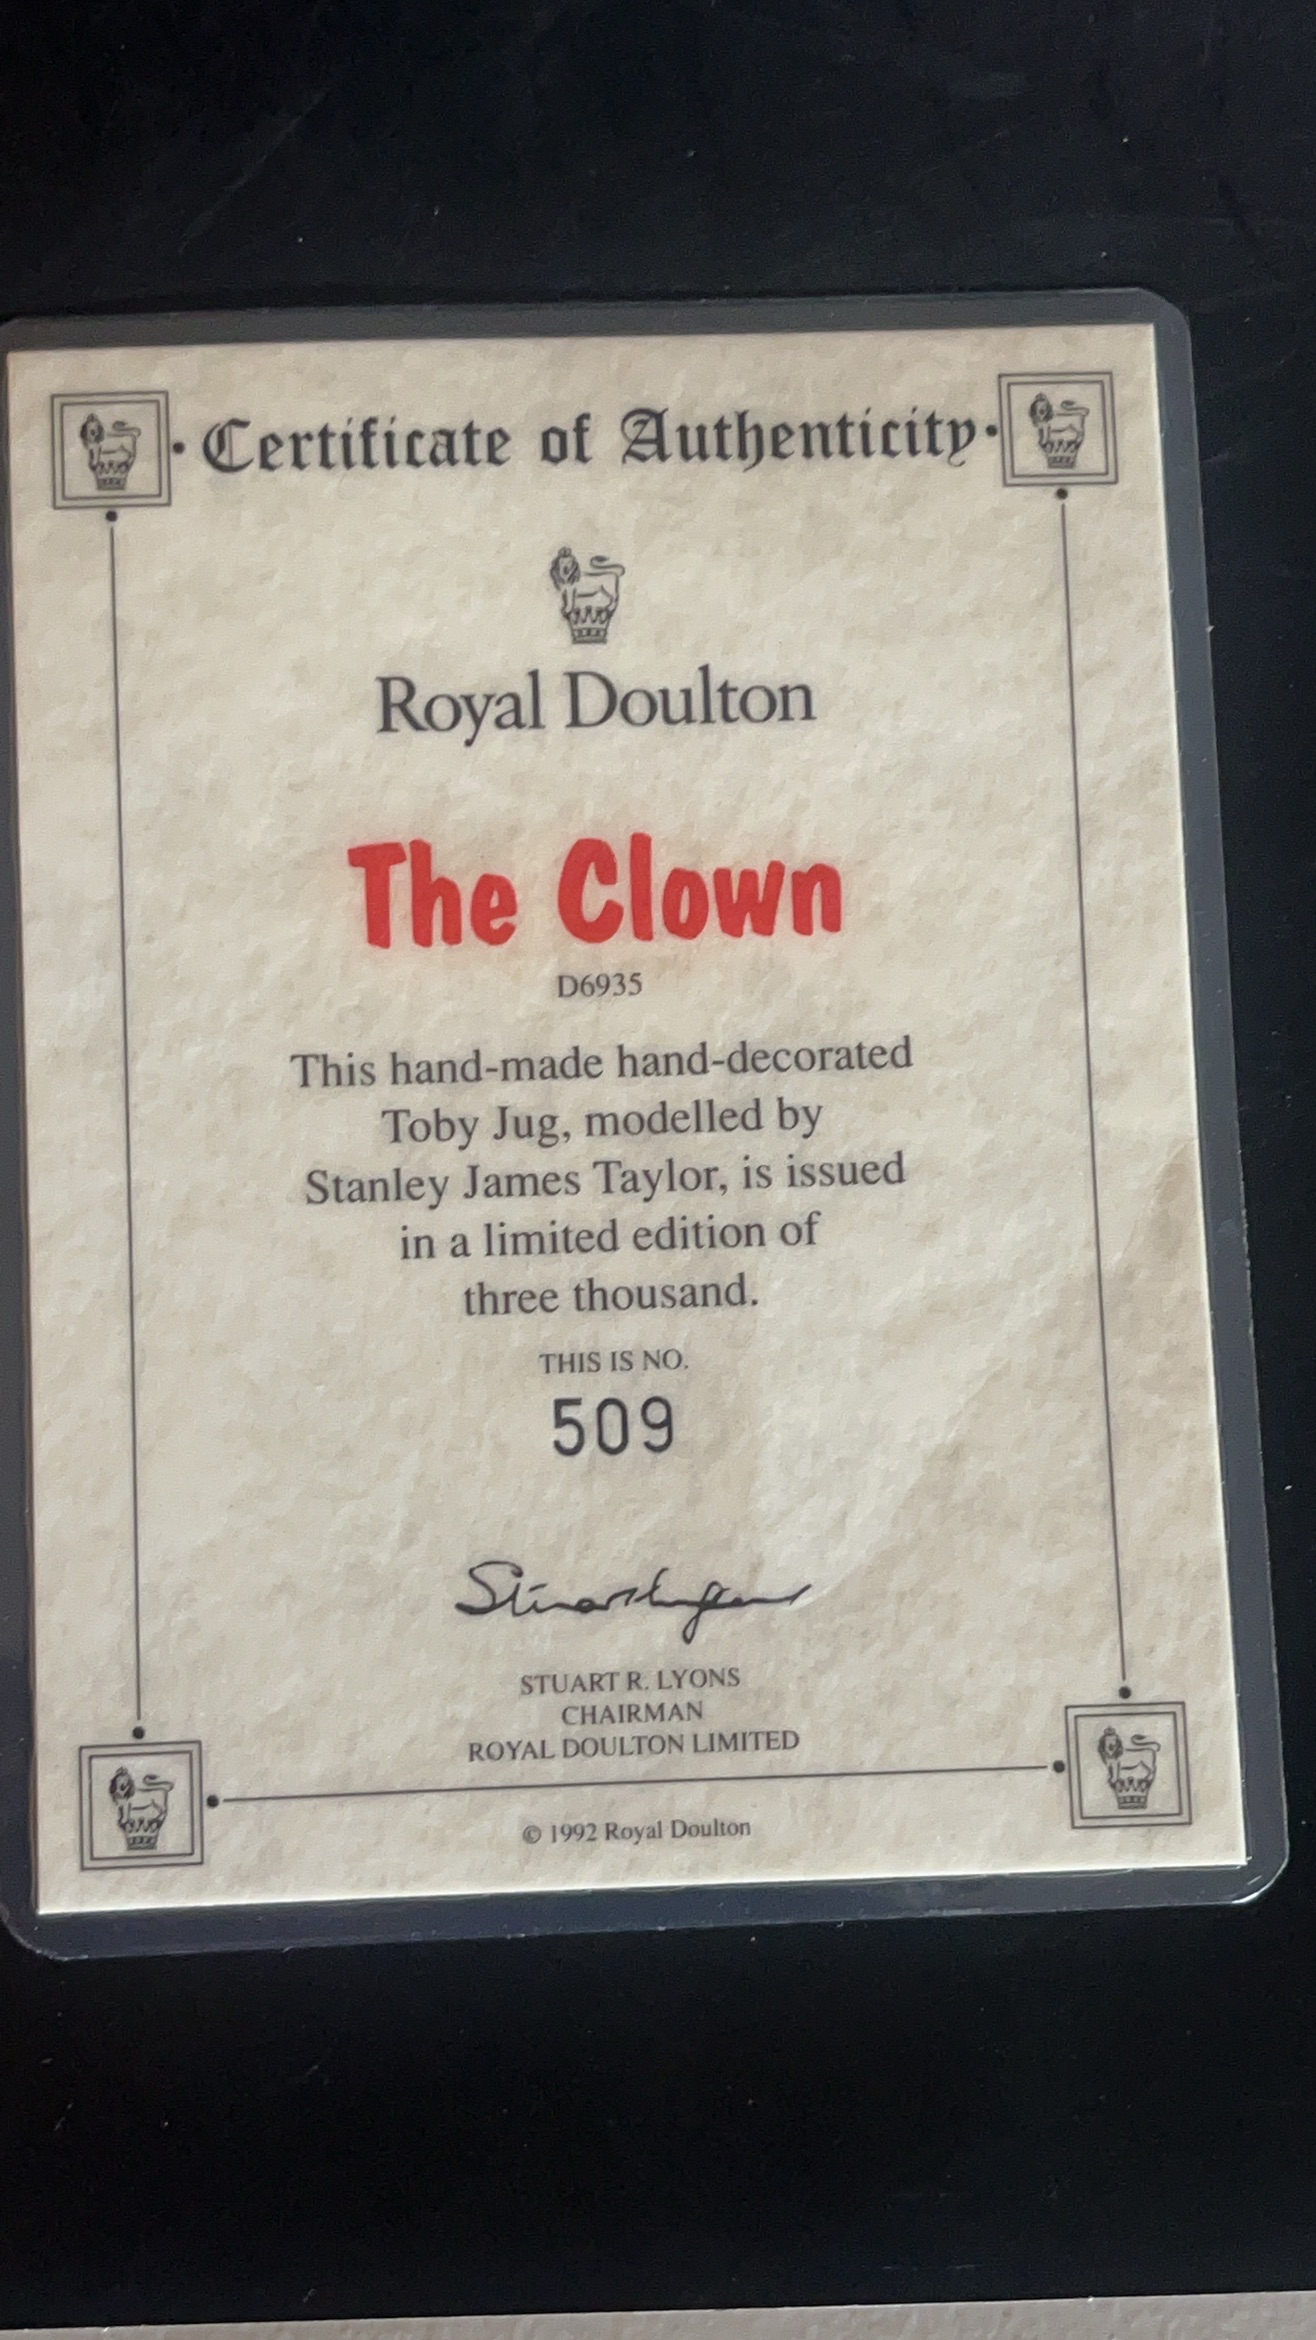 Certificate of Authenticity
Royal Doulton
The Clown
D6935
This hand-made hand-decorated
Toby Jug, modelled by
Stanley James Taylor, is issued
in a limited edition of
three thousand.
THIS IS NO.
509
Stuart Lyons
STUART R. LYONS
CHAIRMAN
ROYAL DOULTON LIMITED
© 1992 Royal Doulton